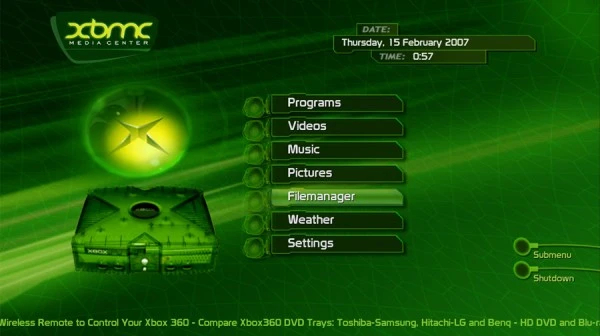 xbmc
MEDIA CENTER
DATE:
Thursday, 15 February 2007
TIME: 0:57
Programs
Videos
Music
Pictures
Filemanager
Weather
Settings
XBOX
Submenu
Shutdown
Wireless Remote to Control Your Xbox 360 - Compare Xbox360 DVD Trays: Toshiba-Samsung, Hitachi-LG and Benq - HD DVD and Blu-r